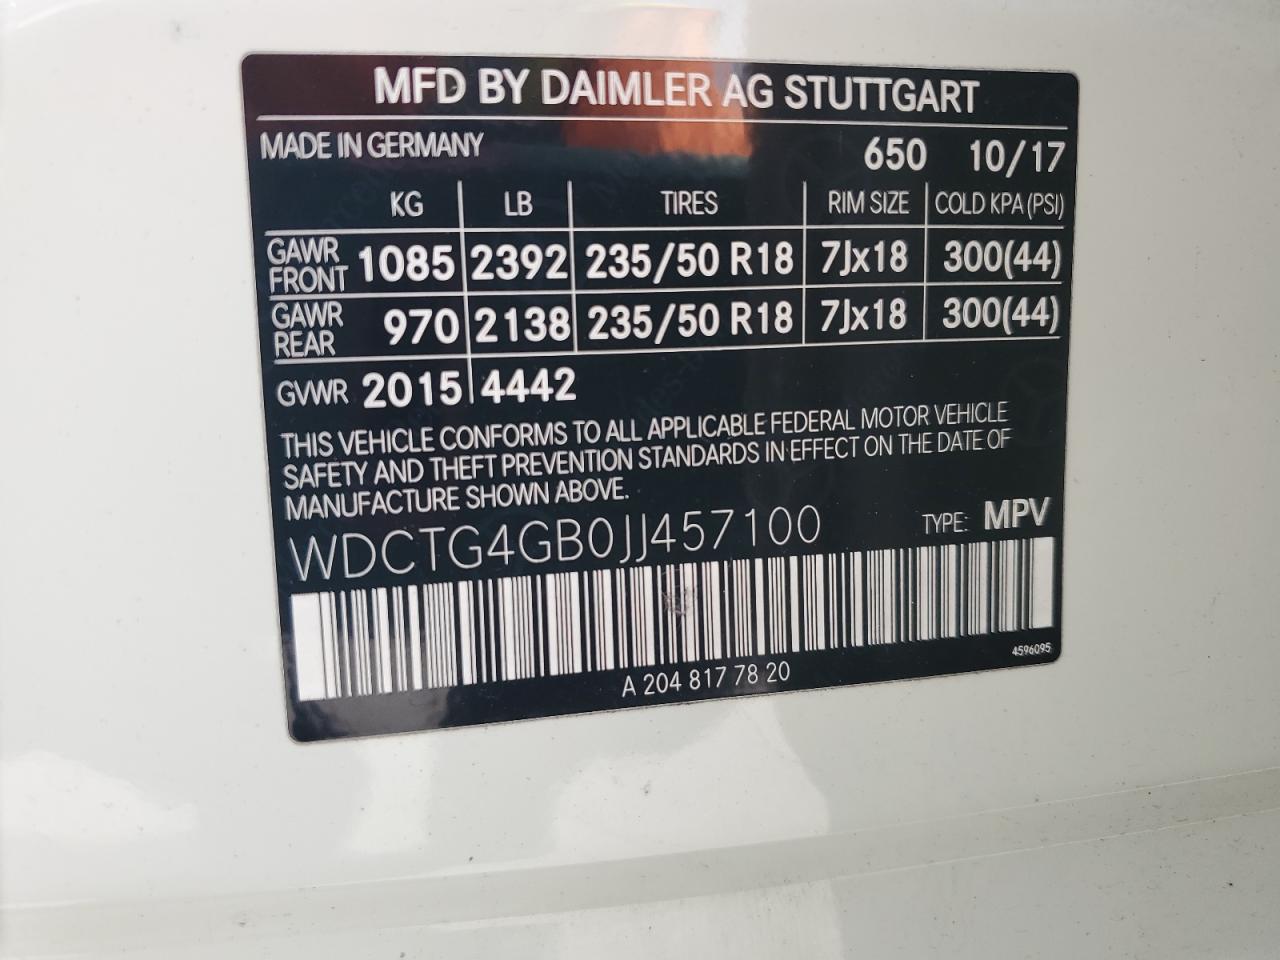 MFD BY DAIMLER AG STUTTGART
MADE IN GERMANY 650 10/17
KG LB TIRES RIM SIZE COLD KPA (PSI)
GAWR FRONT 1085 2392 235/50 R18 7Jx18 300(44)
GAWR REAR 970 2138 235/50 R18 7Jx18 300(44)
GVWR 2015 4442
THIS VEHICLE CONFORMS TO ALL APPLICABLE FEDERAL MOTOR VEHICLE
SAFETY AND THEFT PREVENTION STANDARDS IN EFFECT ON THE DATE OF
MANUFACTURE SHOWN ABOVE.
WDCTG4GB0JJ457100 TYPE: MPV
4596095
A 204 817 78 20